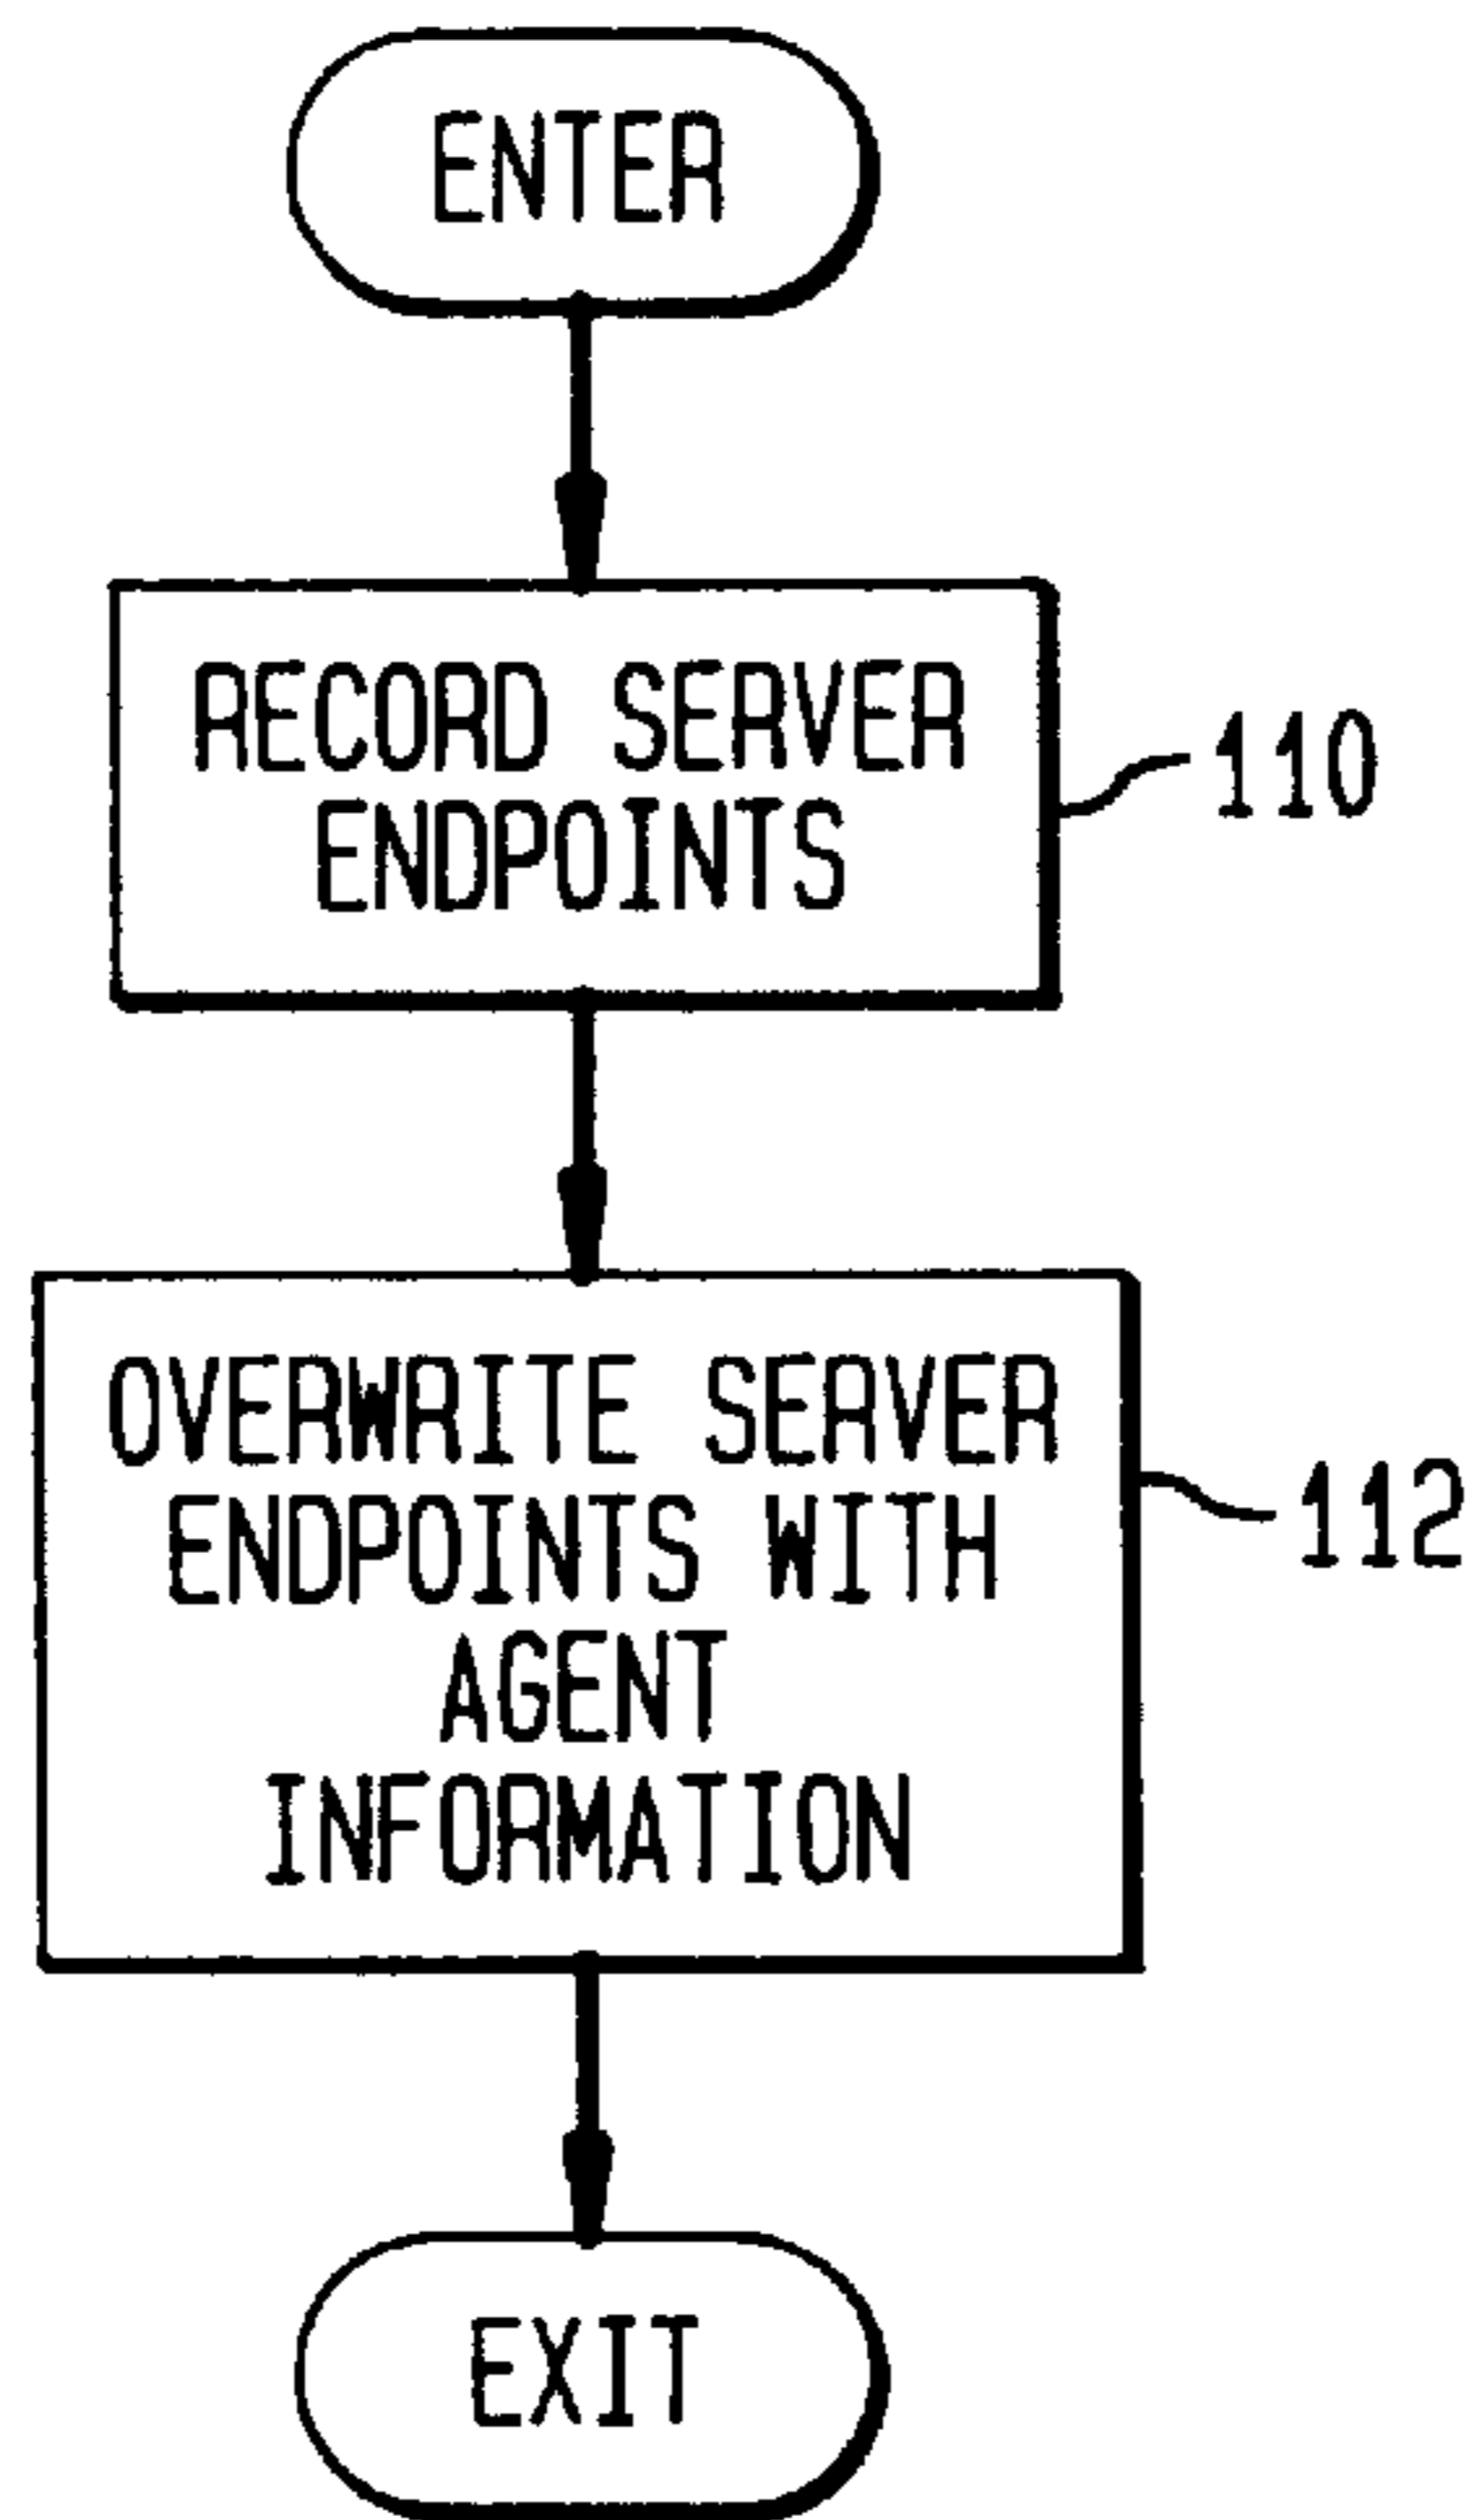 ENTER
RECORD SERVER
ENDPOINTS
110
OVERWRITE SERVER
ENDPOINTS WITH
AGENT
INFORMATION
112
EXIT